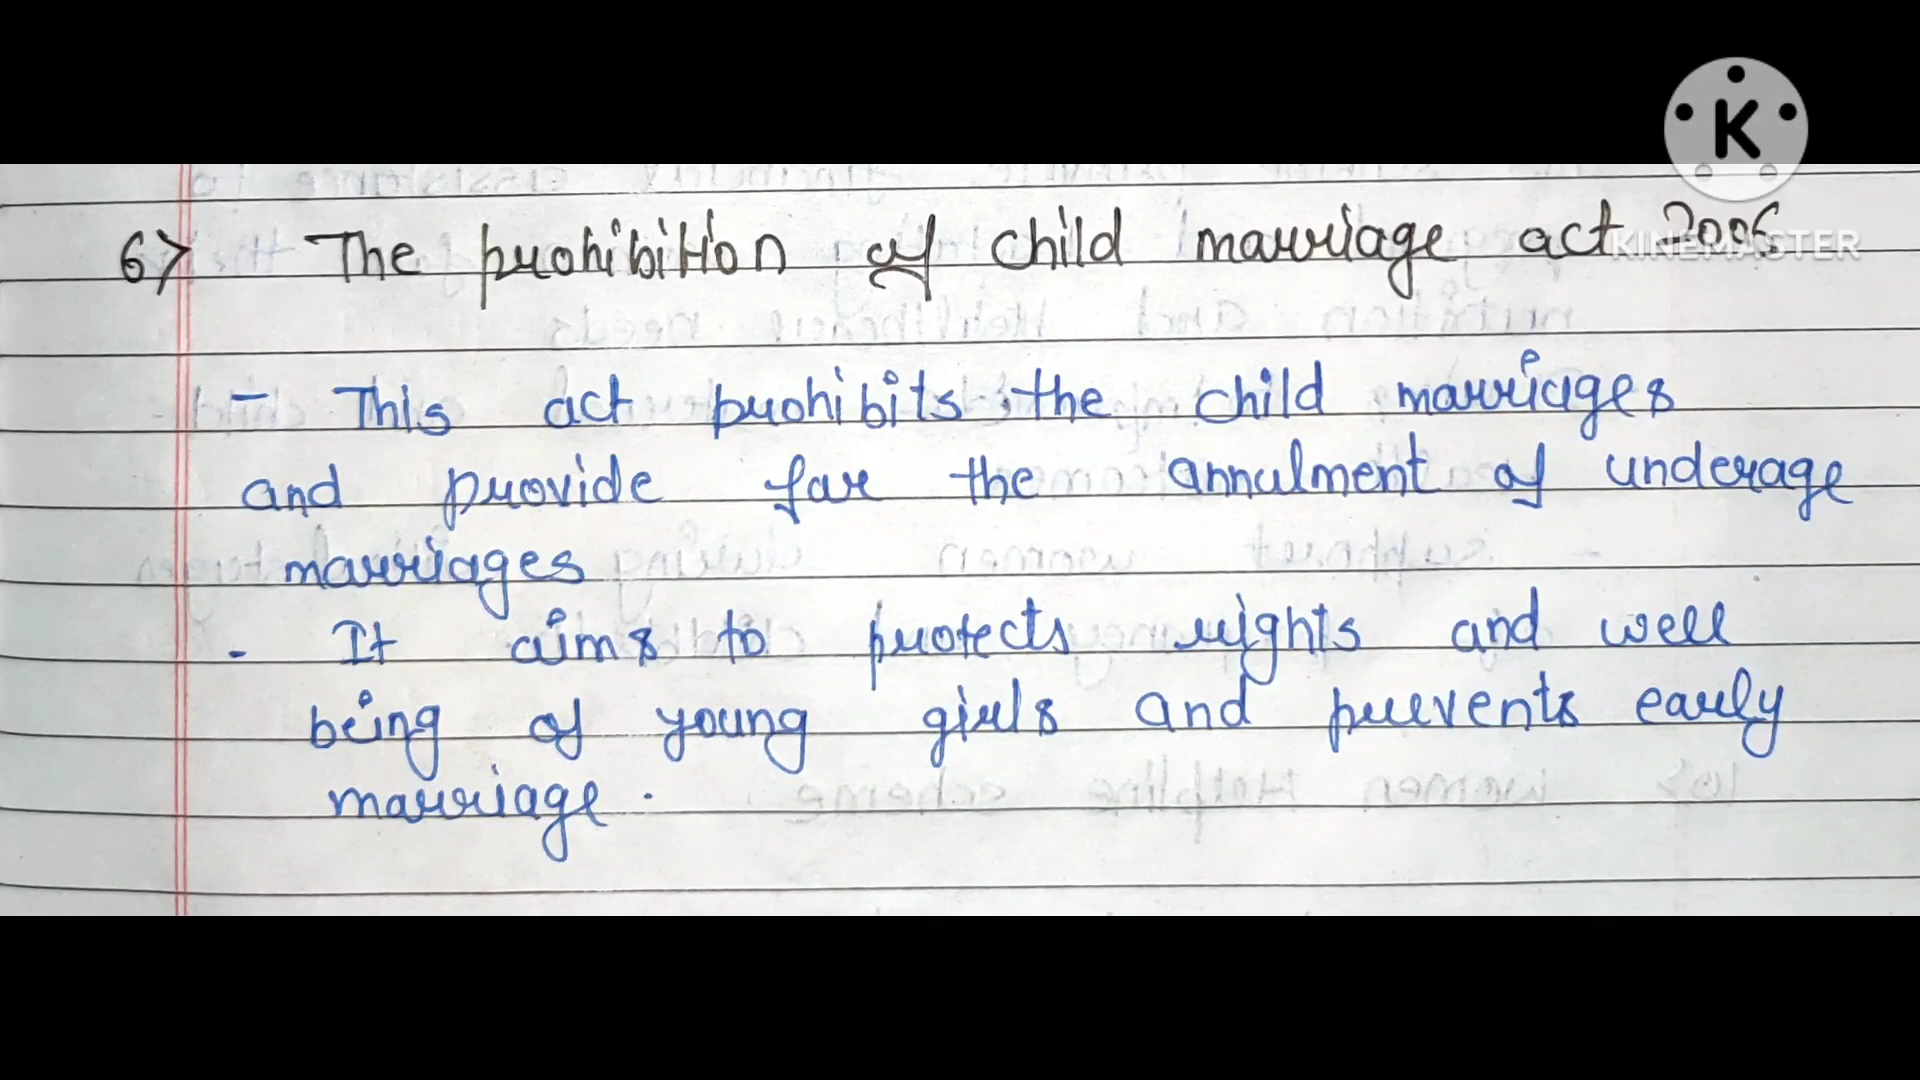 K
KINEMASTER
6> The prohibition of child marriage act 2006
- This act prohibits the child marriages
and provide for the annulment of underage
marriages
- It aims to protects rights and well
being of young girls and prevents early
marriage.